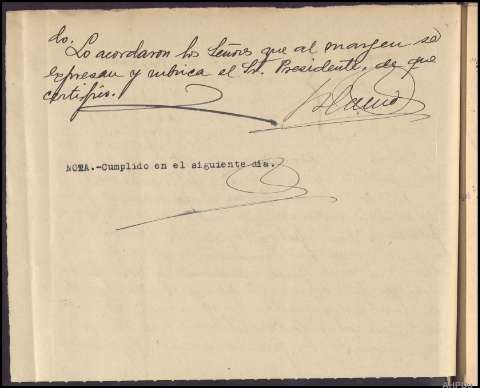 do.
Lo acordaron los Señores que al margen se
expresan y rubrica el Sr. Presidente, de que
certifico.
NOTA.-Cumplido en el siguiente día.